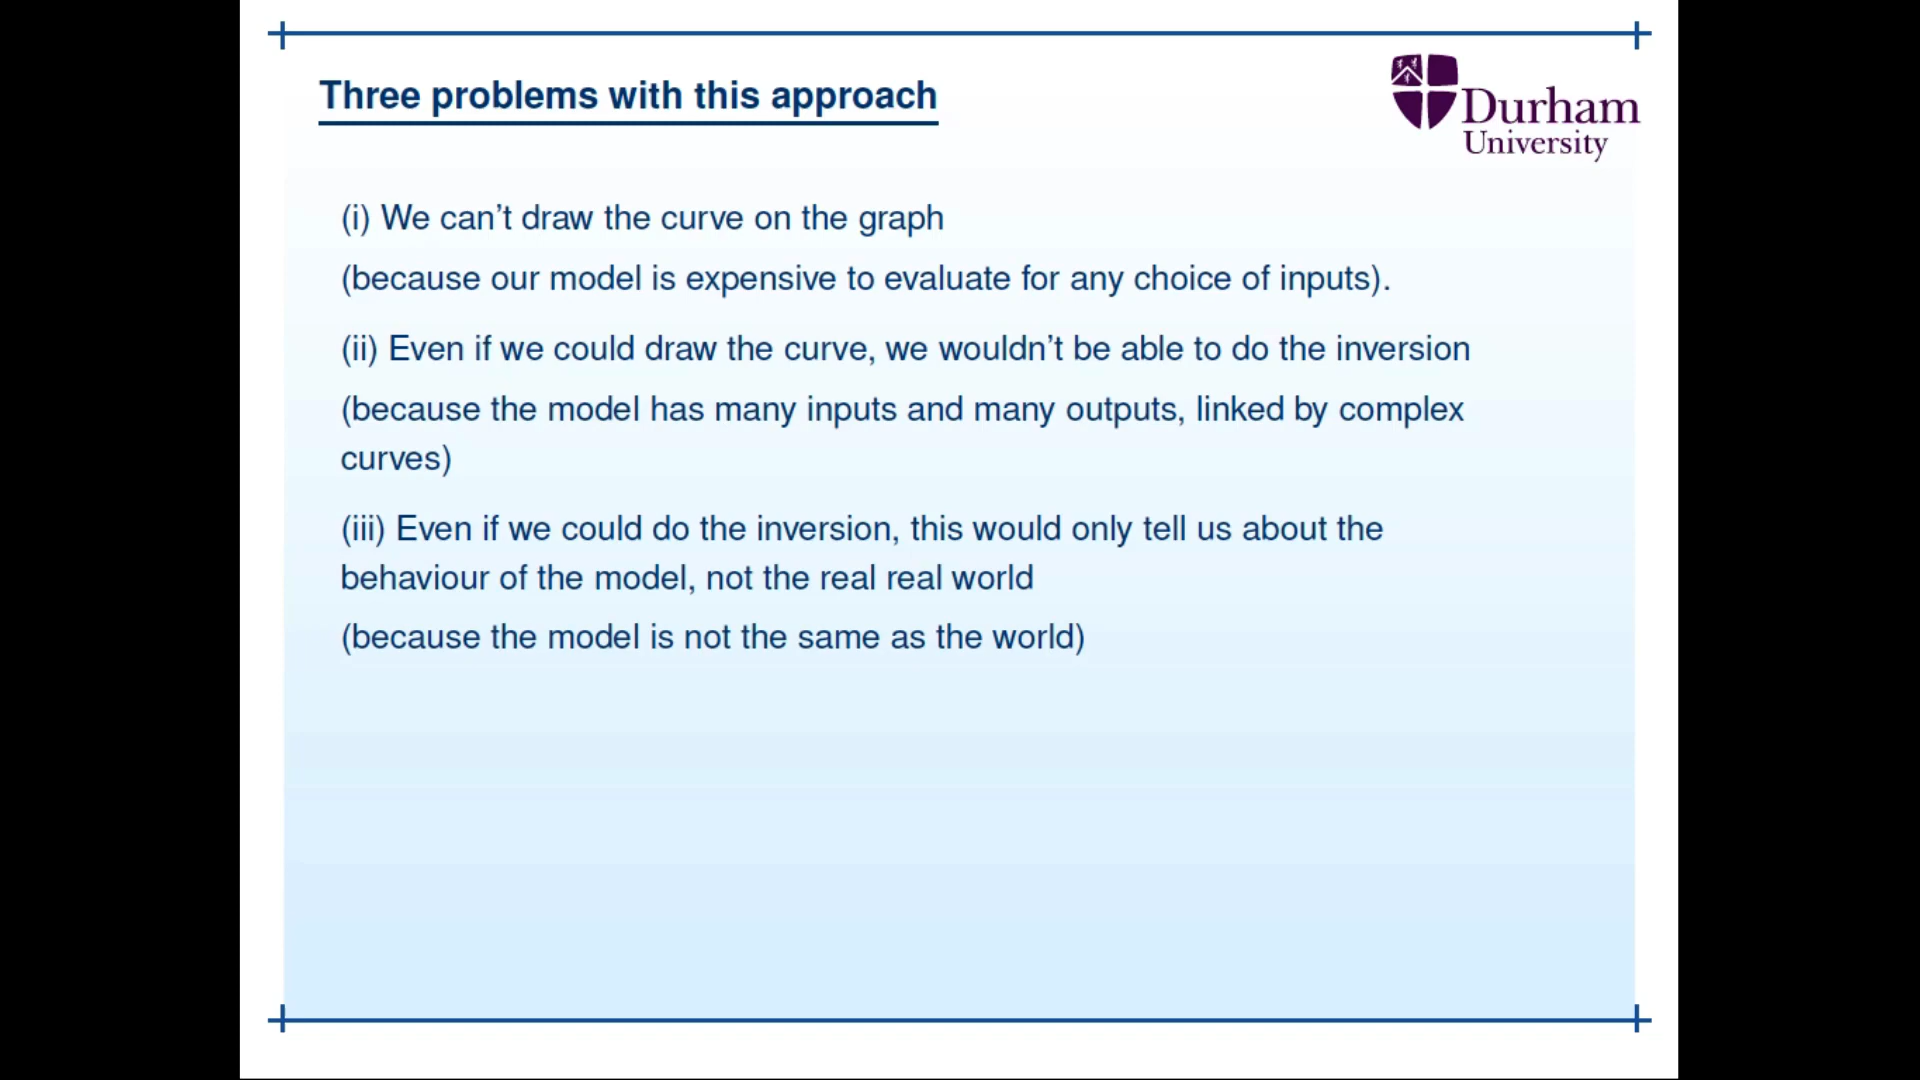 Three problems with this approach
Durham
University
(i) We can’t draw the curve on the graph
(because our model is expensive to evaluate for any choice of inputs).
(ii) Even if we could draw the curve, we wouldn’t be able to do the inversion
(because the model has many inputs and many outputs, linked by complex
curves)
(iii) Even if we could do the inversion, this would only tell us about the
behaviour of the model, not the real real world
(because the model is not the same as the world)